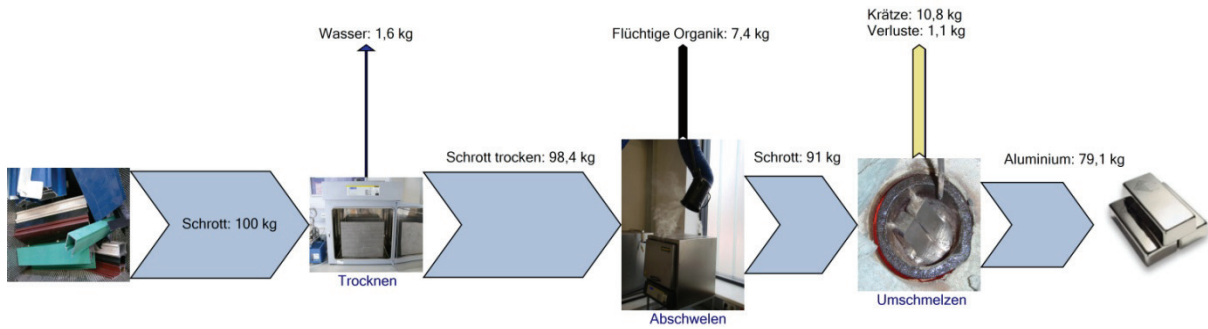 Krätze: 10,8 kg
Verluste: 1,1 kg
Wasser: 1,6 kg
Flüchtige Organik: 7,4 kg
Schrott trocken: 98,4 kg
Schrott: 91 kg
Aluminium: 79,1 kg
Schrott: 100 kg
Trocknen
Umschmelzen
Abschwelen